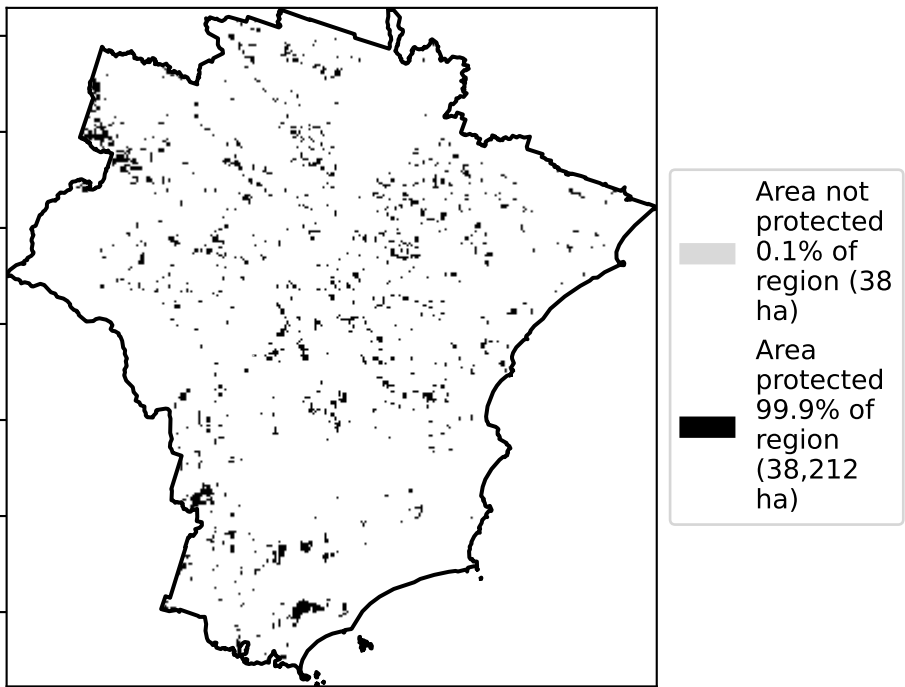 Area not
protected
0.1% of
region (38
ha)
Area
protected
99.9% of
region
(38,212
ha)